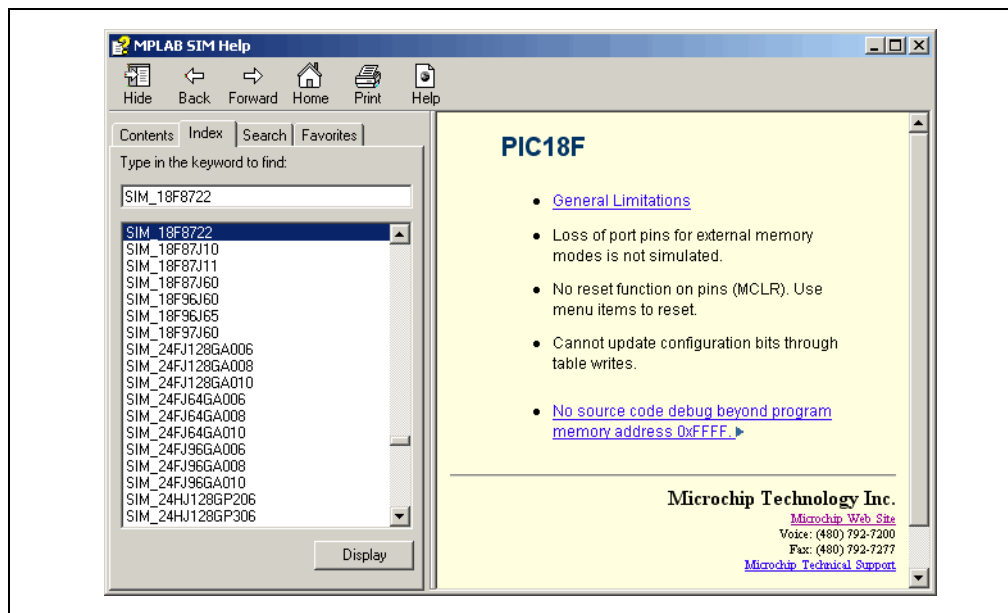 MPLAB SIM Help
Hide Back Forward Home Print Help
Contents Index Search Favorites
Type in the keyword to find:
SIM_18F8722
SIM_18F8722
SIM_18F87J10
SIM_18F87J11
SIM_18F87J60
SIM_18F96J60
SIM_18F96J65
SIM_18F97J60
SIM_24FJ128GA006
SIM_24FJ128GA008
SIM_24FJ128GA010
SIM_24FJ64GA006
SIM_24FJ64GA008
SIM_24FJ64GA010
SIM_24FJ96GA006
SIM_24FJ96GA008
SIM_24FJ96GA010
SIM_24HJ128GP206
SIM_24HJ128GP306
Display
PIC18F
General Limitations
Loss of port pins for external memory
modes is not simulated.
No reset function on pins (MCLR). Use
menu items to reset.
Cannot update configuration bits through
table writes.
No source code debug beyond program
memory address 0xFFFF.
Microchip Technology Inc.
Microchip Web Site
Voice: (480) 792-7200
Fax: (480) 792-7277
Microchip Technical Support